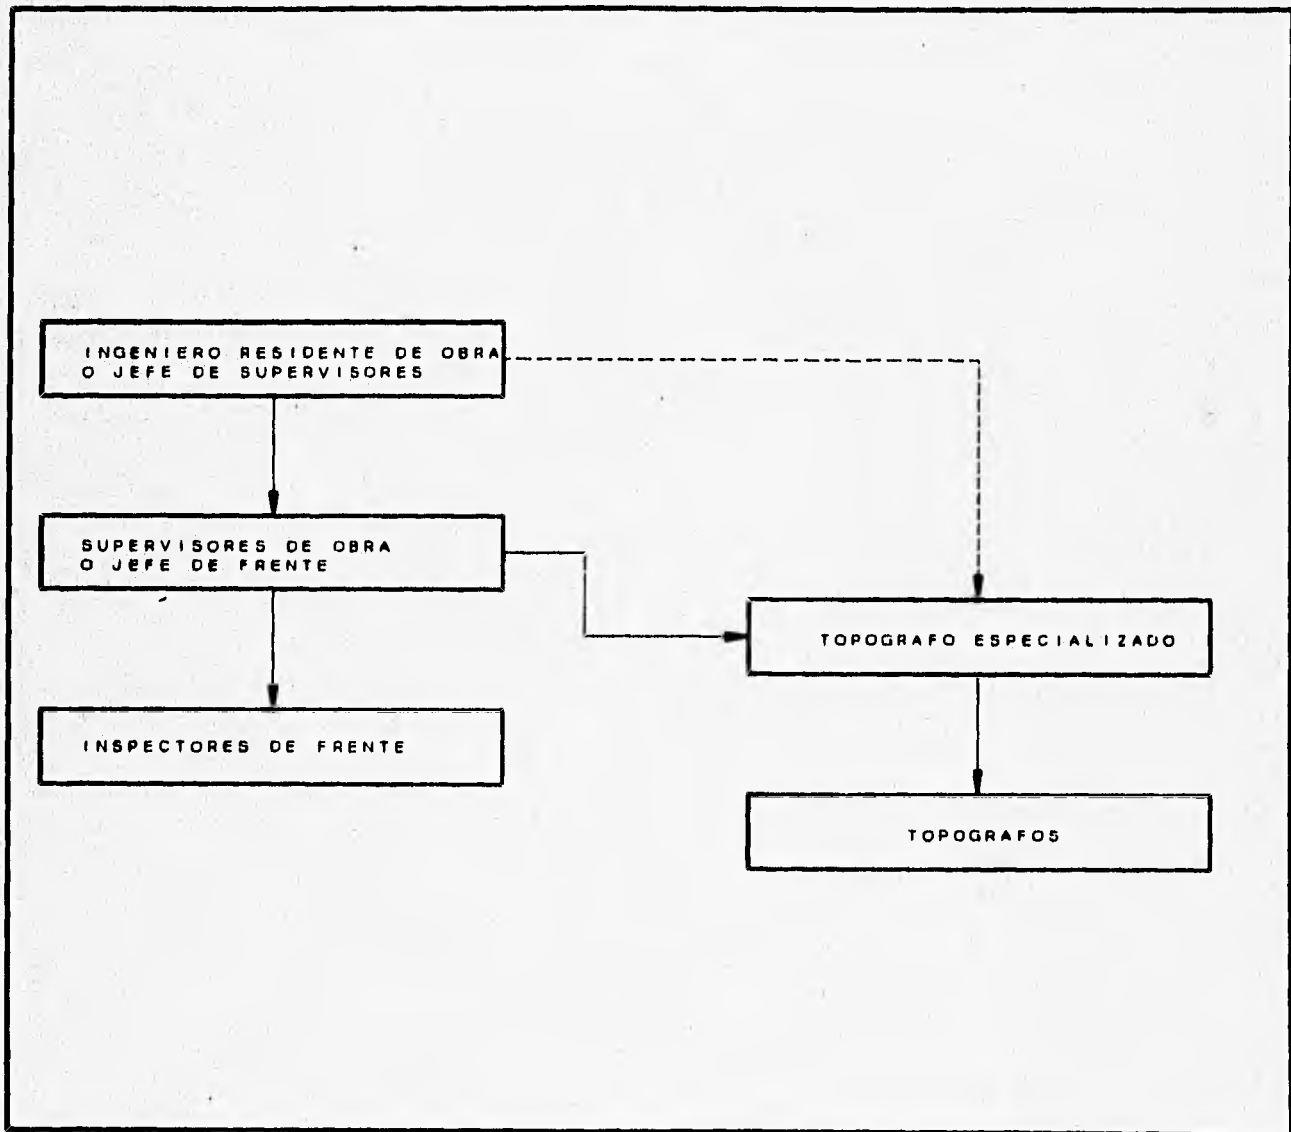 INGENIERO RESIDENTE DE OBRA
O JEFE DE SUPERVISORES
SUPERVISORES DE OBRA
O JEFE DE FRENTE
TOPOGRAFO ESPECIALIZADO
INSPECTORES DE FRENTE
TOPOGRAFOS